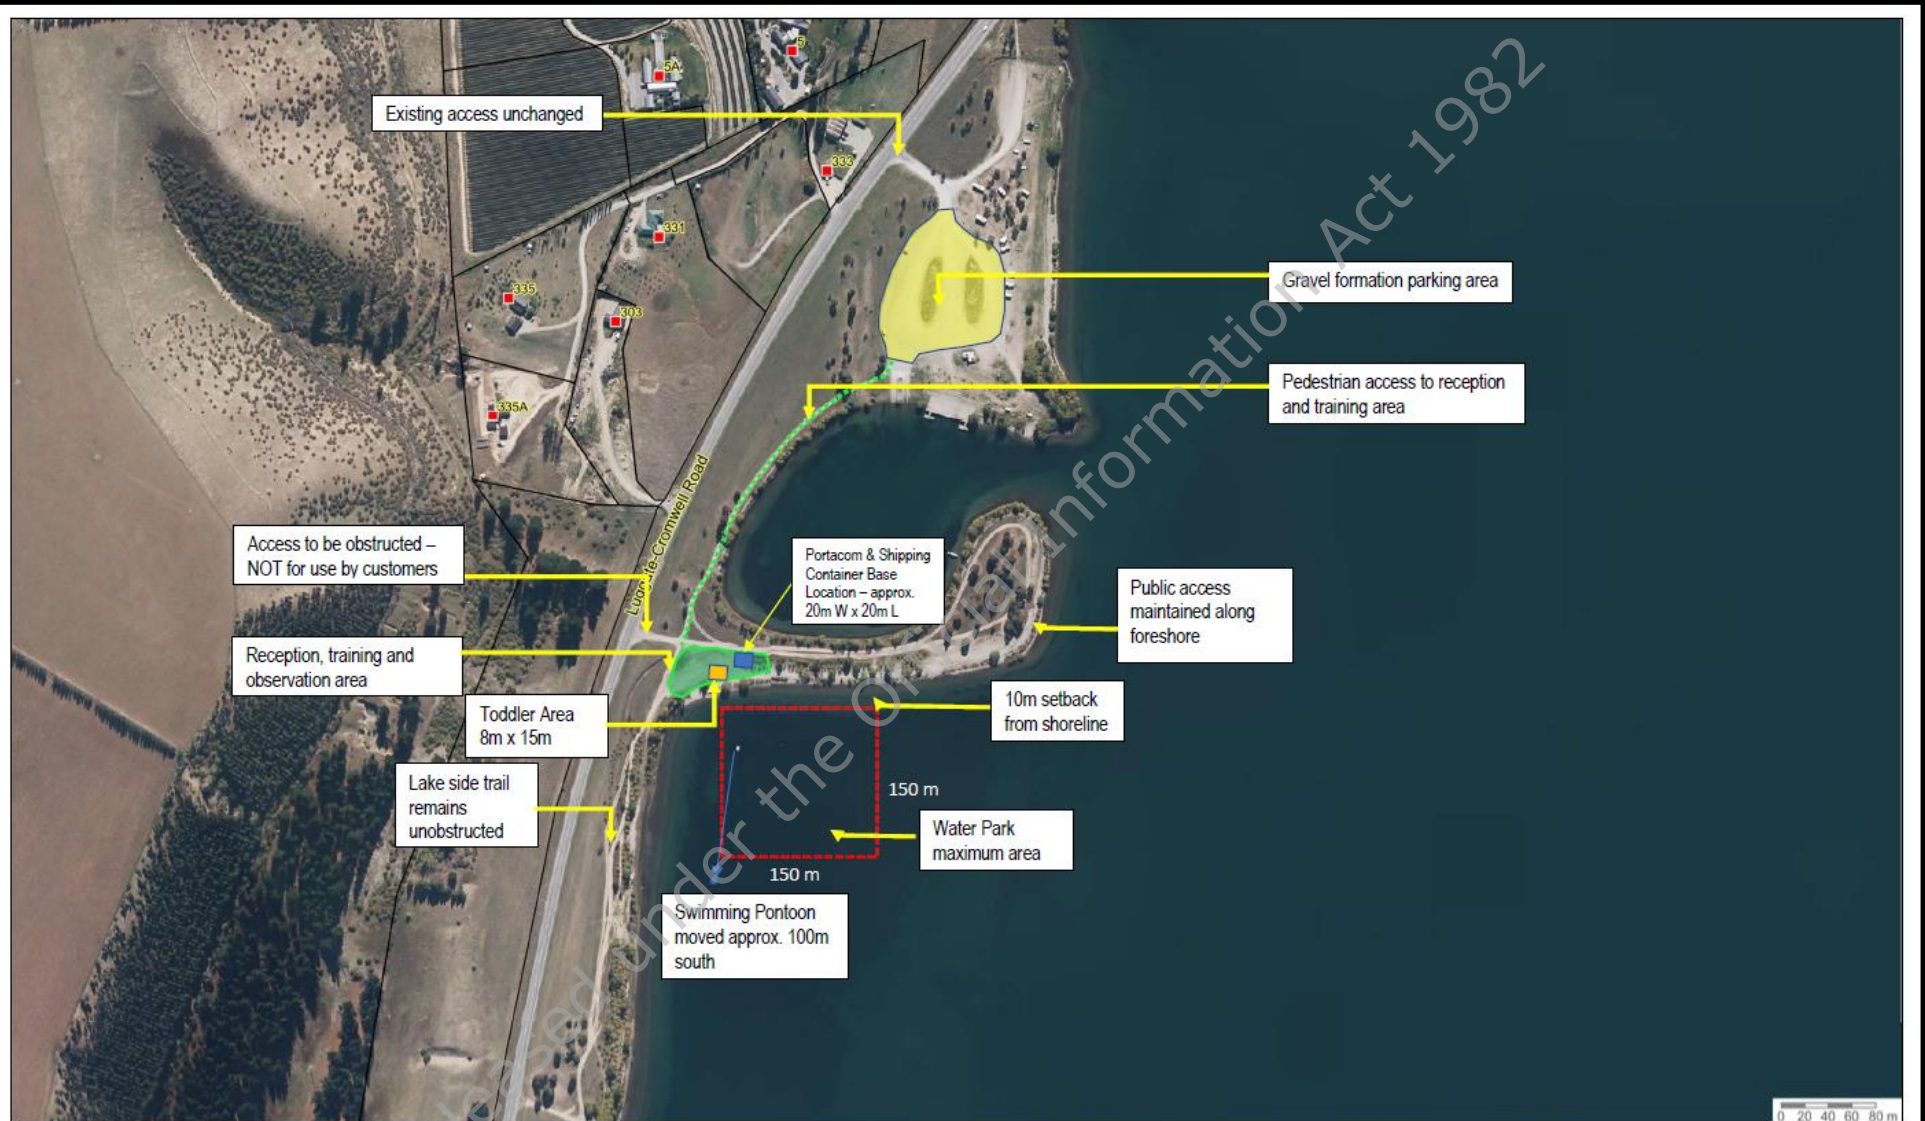 5A
5
Existing access unchanged
333
331
Gravel formation parking area
335
303
Pedestrian access to reception
and training area
335A
Luggate-Cromwell Road
Access to be obstructed –
NOT for use by customers
Portacom & Shipping
Container Base
Location – approx.
20m W x 20m L
Public access
maintained along
foreshore
Reception, training and
observation area
10m setback
from shoreline
Toddler Area
8m x 15m
Lake side trail
remains
unobstructed
150 m
Water Park
maximum area
150 m
Swimming Pontoon
moved approx. 100m
south
0 20 40 60 80 m
under the Official Information Act 1982